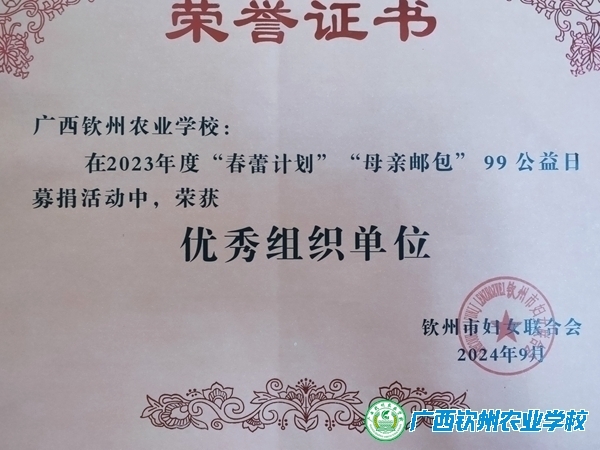 荣誉证书
广西钦州农业学校：
在2023年度“春蕾计划”“母亲邮包”99公益日
募捐活动中，荣获
优秀组织单位
钦州市妇女联合会
2024年9月
广西钦州农业学校